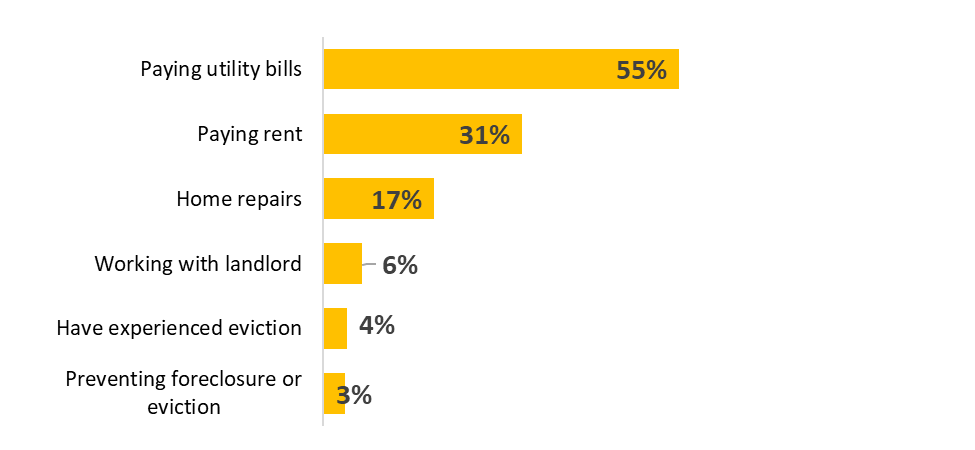 Paying utility bills 55%
Paying rent 31%
Home repairs 17%
Working with landlord 6%
Have experienced eviction 4%
Preventing foreclosure or
eviction 3%